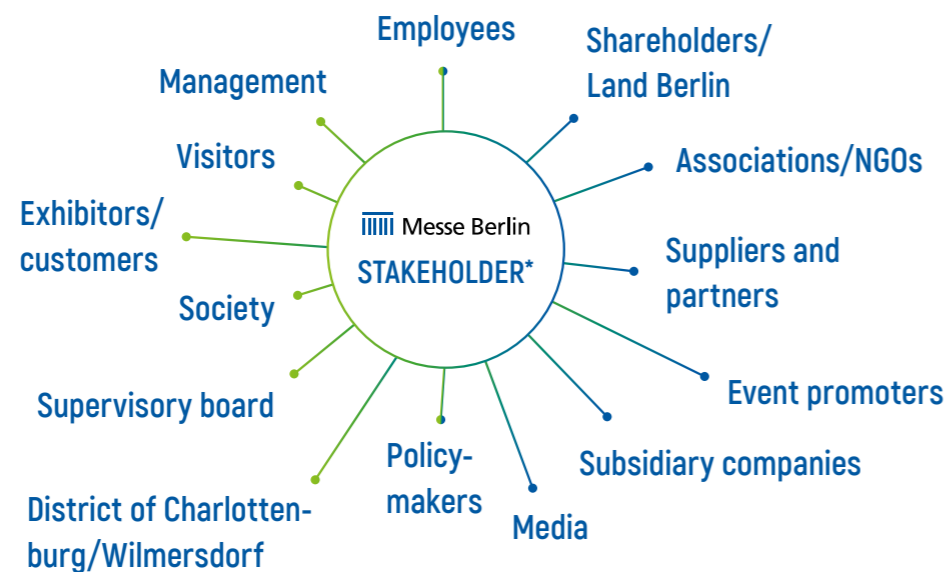 Employees
Shareholders/
Land Berlin
Management
Visitors
Associations/NGOs
Exhibitors/
customers
Messe Berlin
STAKEHOLDER*
Suppliers and
partners
Society
Supervisory board
Event promoters
Policy-
makers
Subsidiary companies
District of Charlotten-
burg/Wilmersdorf
Media